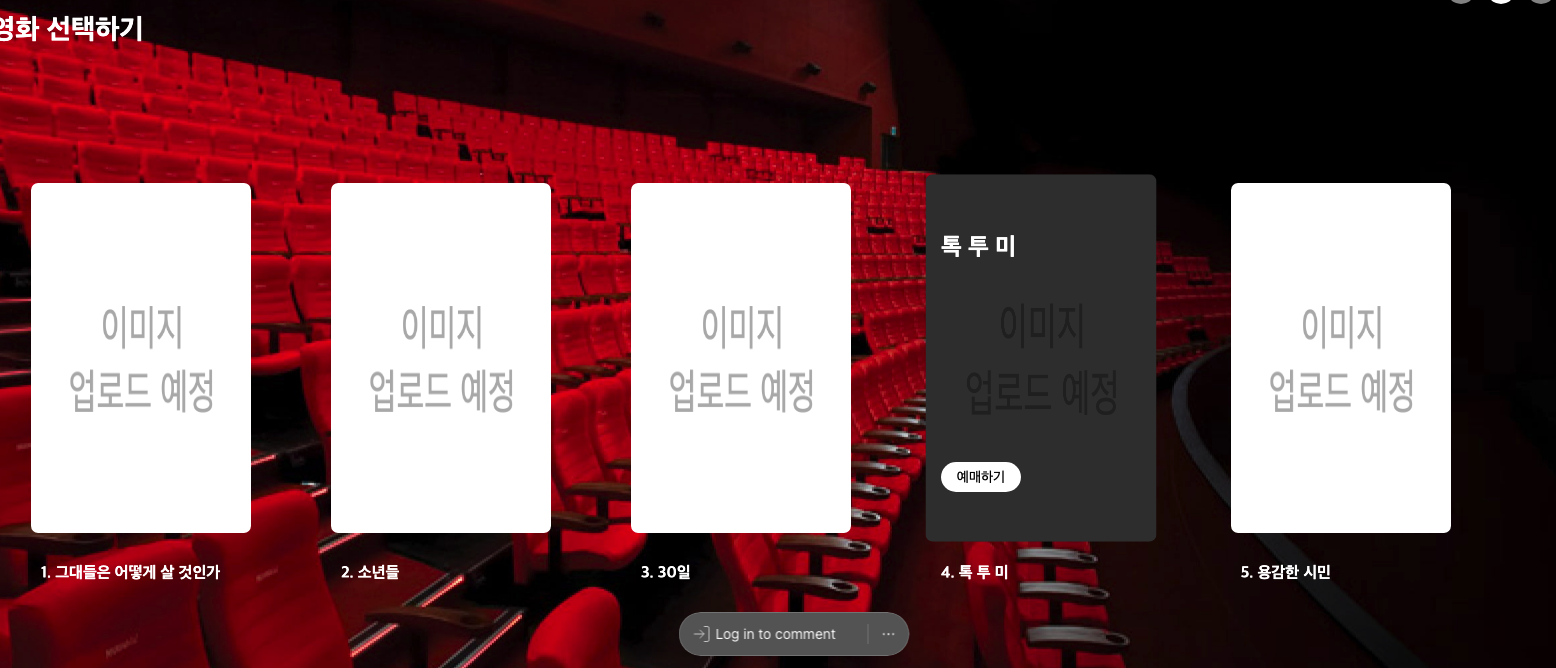 영화 선택하기
이미지
업로드 예정
이미지
업로드 예정
이미지
업로드 예정
톡 투 미
이미지
업로드 예정
예매하기
이미지
업로드 예정
1. 그대들은 어떻게 살 것인가
2. 소년들
3. 30일
4. 톡 투 미
5. 용감한 시민
Log in to comment